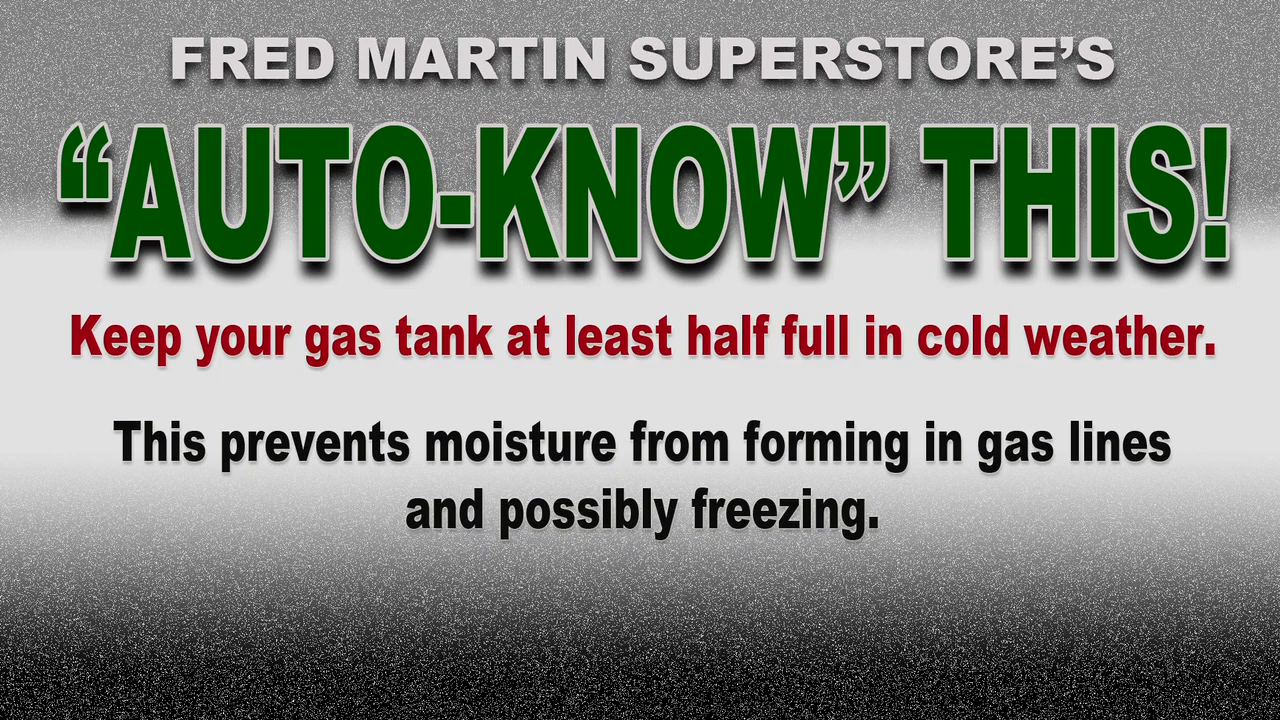 FRED MARTIN SUPERSTORE’S
“AUTO-KNOW” THIS!
Keep your gas tank at least half full in cold weather.
This prevents moisture from forming in gas lines
and possibly freezing.